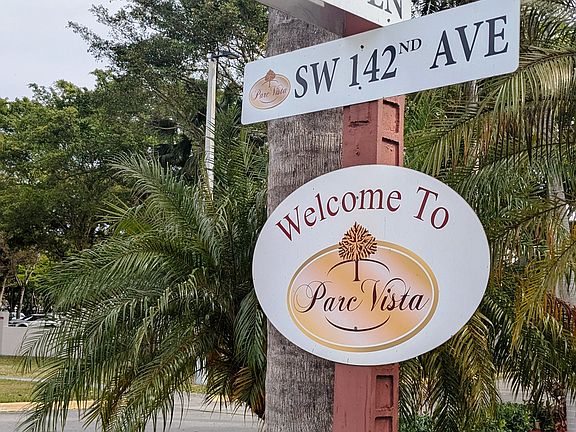 SW 142ND AVE
Parc Vista
Welcome To
Parc Vista